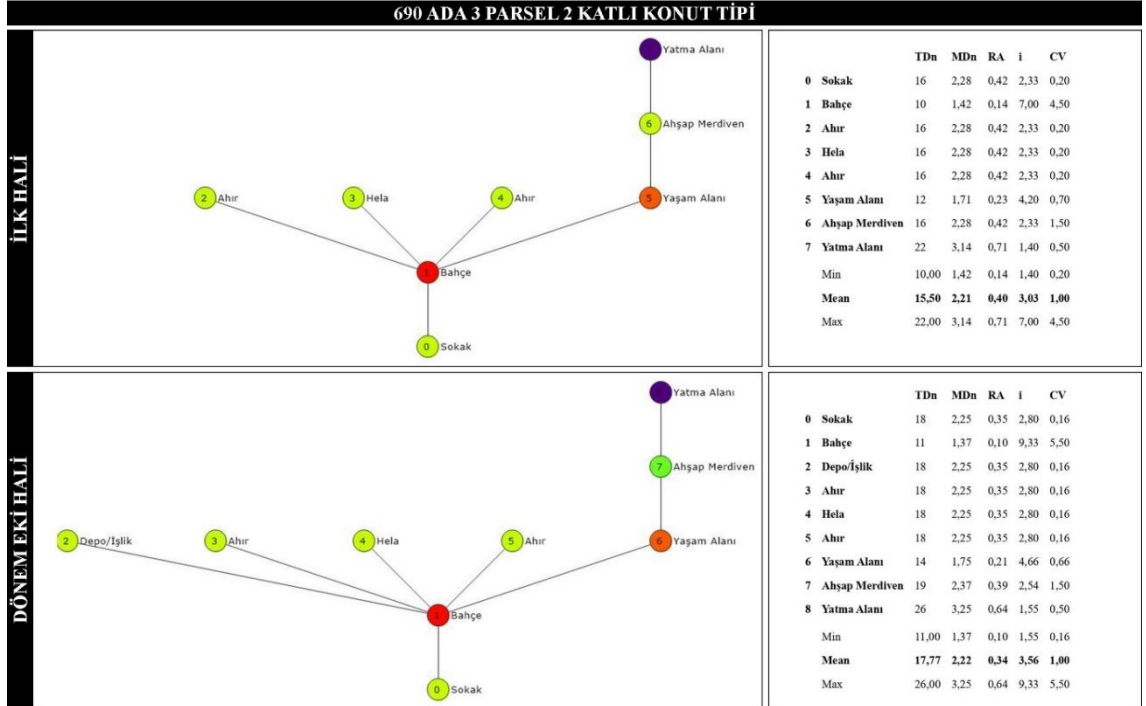 690 ADA 3 PARSEL 2 KATLI KONUT TİPİ
İLK HALİ
Yatma Alanı
6 Ahşap Merdiven
2 Ahır
3 Hela
4 Ahır
5 Yaşam Alanı
1 Bahçe
0 Sokak
TDn MDn RA i CV
0 Sokak 16 2,28 0,42 2,33 0,20
1 Bahçe 10 1,42 0,14 7,00 4,50
2 Ahır 16 2,28 0,42 2,33 0,20
3 Hela 16 2,28 0,42 2,33 0,20
4 Ahır 16 2,28 0,42 2,33 0,20
5 Yaşam Alanı 12 1,71 0,23 4,20 0,70
6 Ahşap Merdiven 16 2,28 0,42 2,33 1,50
7 Yatma Alanı 22 3,14 0,71 1,40 0,50
Min 10,00 1,42 0,14 1,40 0,20
Mean 15,50 2,21 0,40 3,03 1,00
Max 22,00 3,14 0,71 7,00 4,50
DÖNEM EKİ HALİ
Yatma Alanı
7 Ahşap Merdiven
2 Depo/İşlik
3 Ahır
4 Hela
5 Ahır
6 Yaşam Alanı
1 Bahçe
0 Sokak
TDn MDn RA i CV
0 Sokak 18 2,25 0,35 2,80 0,16
1 Bahçe 11 1,37 0,10 9,33 5,50
2 Depo/İşlik 18 2,25 0,35 2,80 0,16
3 Ahır 18 2,25 0,35 2,80 0,16
4 Hela 18 2,25 0,35 2,80 0,16
5 Ahır 18 2,25 0,35 2,80 0,16
6 Yaşam Alanı 14 1,75 0,21 4,66 0,66
7 Ahşap Merdiven 19 2,37 0,39 2,54 1,50
8 Yatma Alanı 26 3,25 0,64 1,55 0,50
Min 11,00 1,37 0,10 1,55 0,16
Mean 17,77 2,22 0,34 3,56 1,00
Max 26,00 3,25 0,64 9,33 5,50